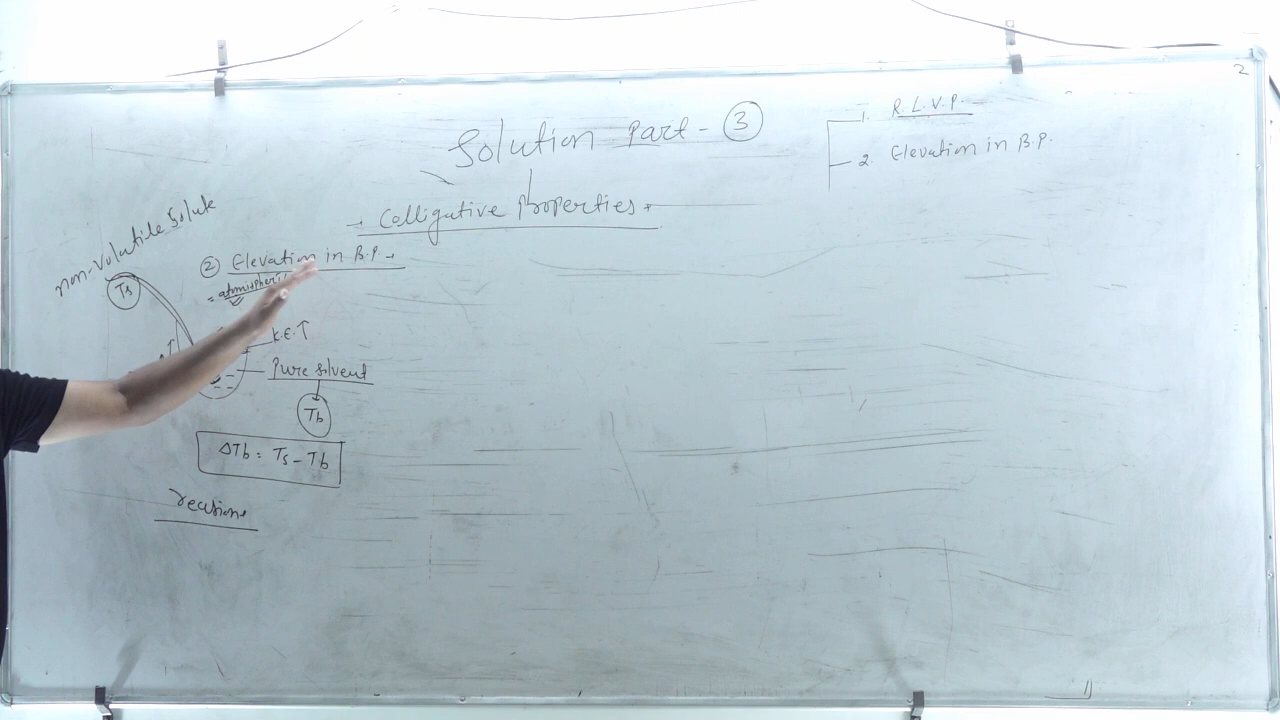 2
Solution Part - 3
1. R.L.V.P.
2. Elevation in B.P.
Colligative Properties
non-volatile Solute
② Elevation in B.P.
Ts
K.E.↑
Pure Solvent
Tb
ΔTb = Ts - Tb